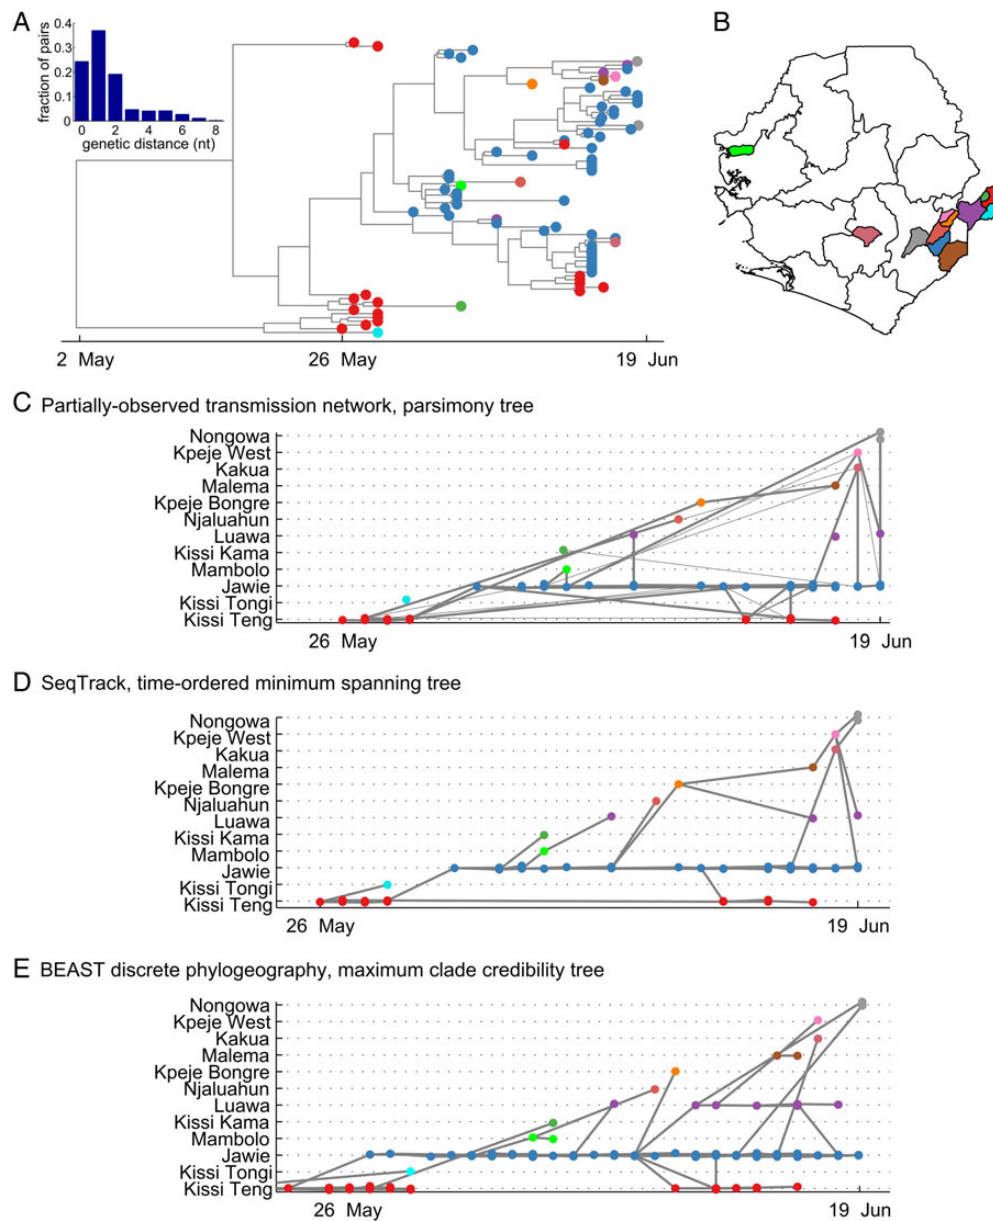 A
B
fraction of pairs
0.4
0.3
0.2
0.1
0
0 2 4 6 8
genetic distance (nt)
2 May 26 May 19 Jun
C Partially-observed transmission network, parsimony tree
Nongowa
Kpeje West
Kakua
Malema
Kpeje Bongre
Njaluahun
Luawa
Kissi Kama
Mambolo
Jawie
Kissi Tongi
Kissi Teng
26 May 19 Jun
D SeqTrack, time-ordered minimum spanning tree
Nongowa
Kpeje West
Kakua
Malema
Kpeje Bongre
Njaluahun
Luawa
Kissi Kama
Mambolo
Jawie
Kissi Tongi
Kissi Teng
26 May 19 Jun
E BEAST discrete phylogeography, maximum clade credibility tree
Nongowa
Kpeje West
Kakua
Malema
Kpeje Bongre
Njaluahun
Luawa
Kissi Kama
Mambolo
Jawie
Kissi Tongi
Kissi Teng
26 May 19 Jun